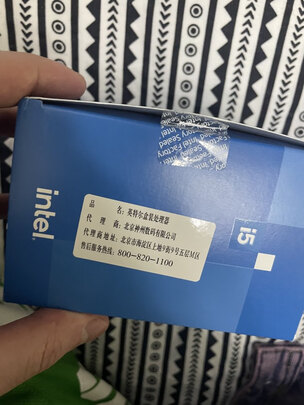 Intel Factory Sealed
intel
品 名：英特尔盒装处理器
代 理 商：北京神州数码有限公司
代理商地址：北京市海淀区上地9街9号五层M区
售后服务热线：800-820-1100
i5